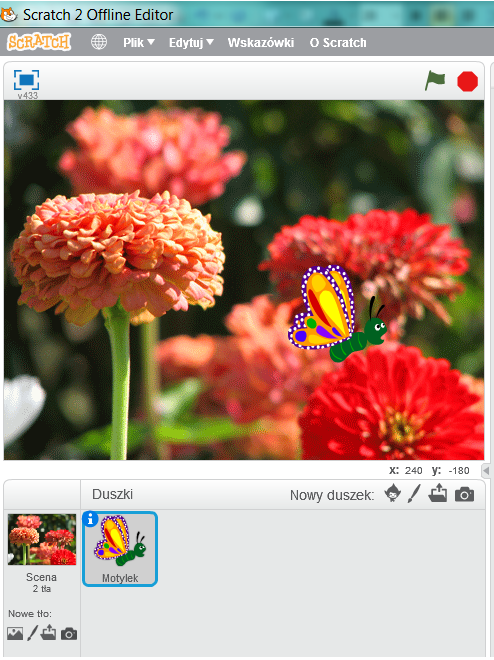 Scratch 2 Offline Editor
SCRATCH Plik Edytuj Wskazówki O Scratch
v433
x: 240 y: -180
Duszki Nowy duszek:
Motylek
Scena
2 tła
Nowe tło: